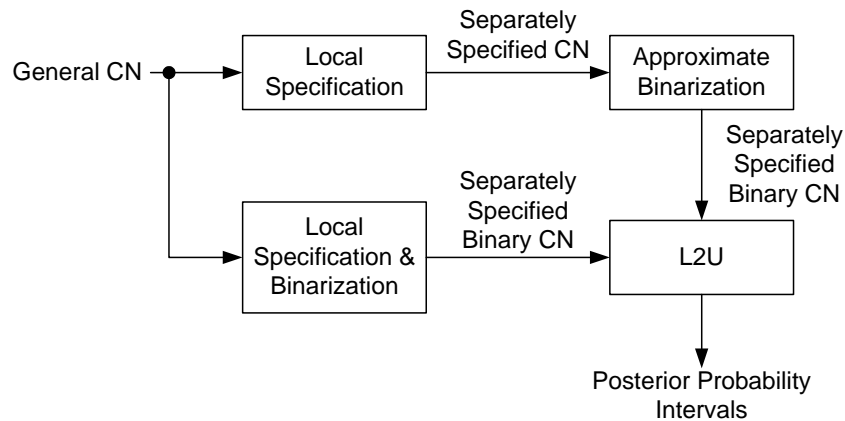 General CN
Local
Specification
Separately
Specified CN
Approximate
Binarization
Separately
Specified
Binary CN
Local
Specification &
Binarization
Separately
Specified
Binary CN
L2U
Posterior Probability
Intervals